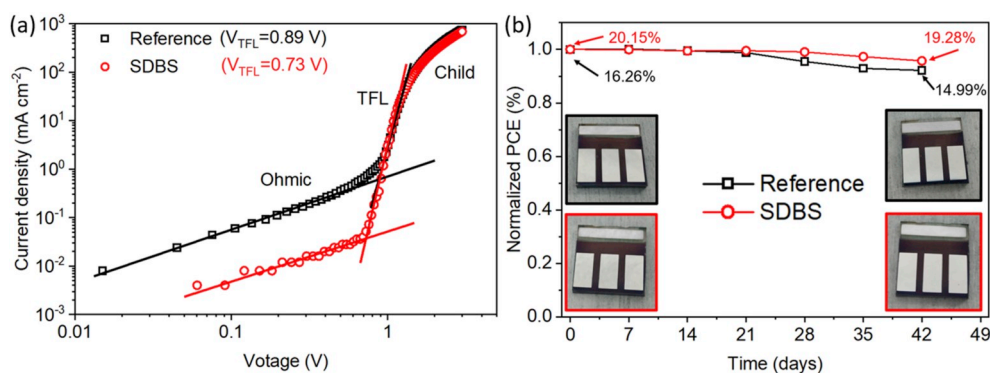 (a)
10³
10²
10¹
10⁰
10⁻¹
10⁻²
10⁻³
Current density (mA cm⁻²)
Reference (V_TFL=0.89 V)
SDBS (V_TFL=0.73 V)
Child
TFL
Ohmic
0.01 0.1 1 10
Votage (V)
(b)
1.0
0.8
0.6
0.4
0.2
0.0
Normalized PCE (%)
20.15%
19.28%
16.26%
14.99%
Reference
SDBS
0 7 14 21 28 35 42 49
Time (days)